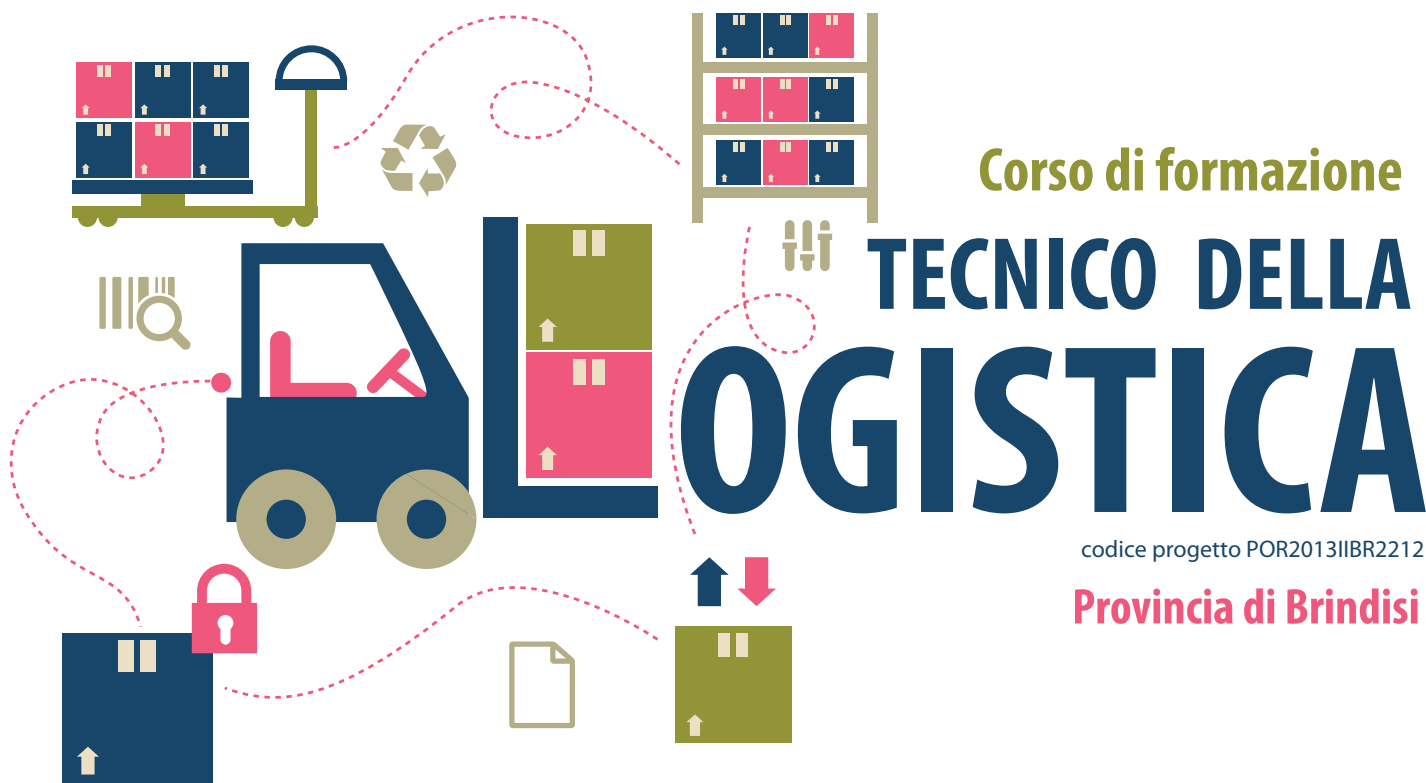 Corso di formazione
TECNICO DELLA
LOGISTICA
codice progetto POR2013IIBR2212
Provincia di Brindisi